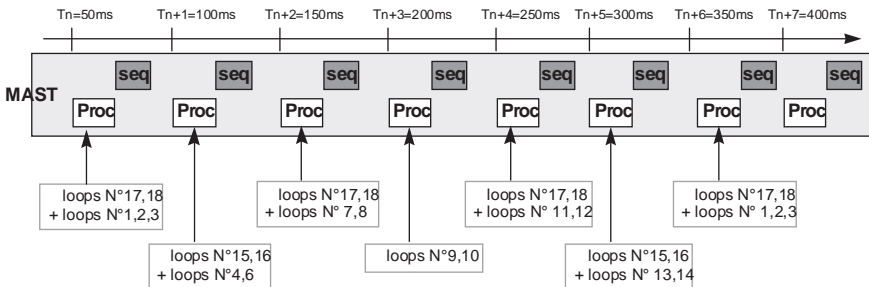 Tn=50ms Tn+1=100ms Tn+2=150ms Tn+3=200ms Tn+4=250ms Tn+5=300ms Tn+6=350ms Tn+7=400ms
seq seq seq seq seq seq seq seq
MAST
Proc Proc Proc Proc Proc Proc Proc Proc
loops N°17,18
+ loops N°1,2,3
loops N°17,18
+ loops N° 7,8
loops N°17,18
+ loops N° 11,12
loops N°17,18
+ loops N° 1,2,3
loops N°15,16
+ loops N°4,6
loops N°9,10
loops N°15,16
+ loops N° 13,14